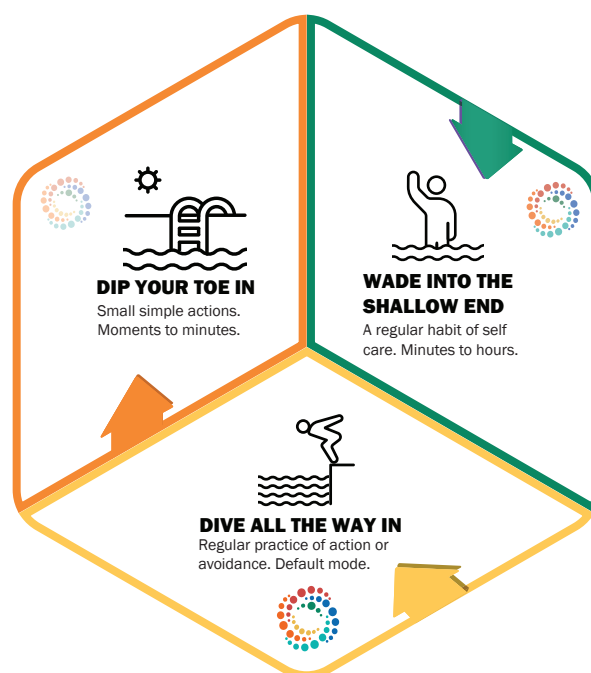 DIP YOUR TOE IN
Small simple actions.
Moments to minutes.
WADE INTO THE
SHALLOW END
A regular habit of self
care. Minutes to hours.
DIVE ALL THE WAY IN
Regular practice of action or
avoidance. Default mode.